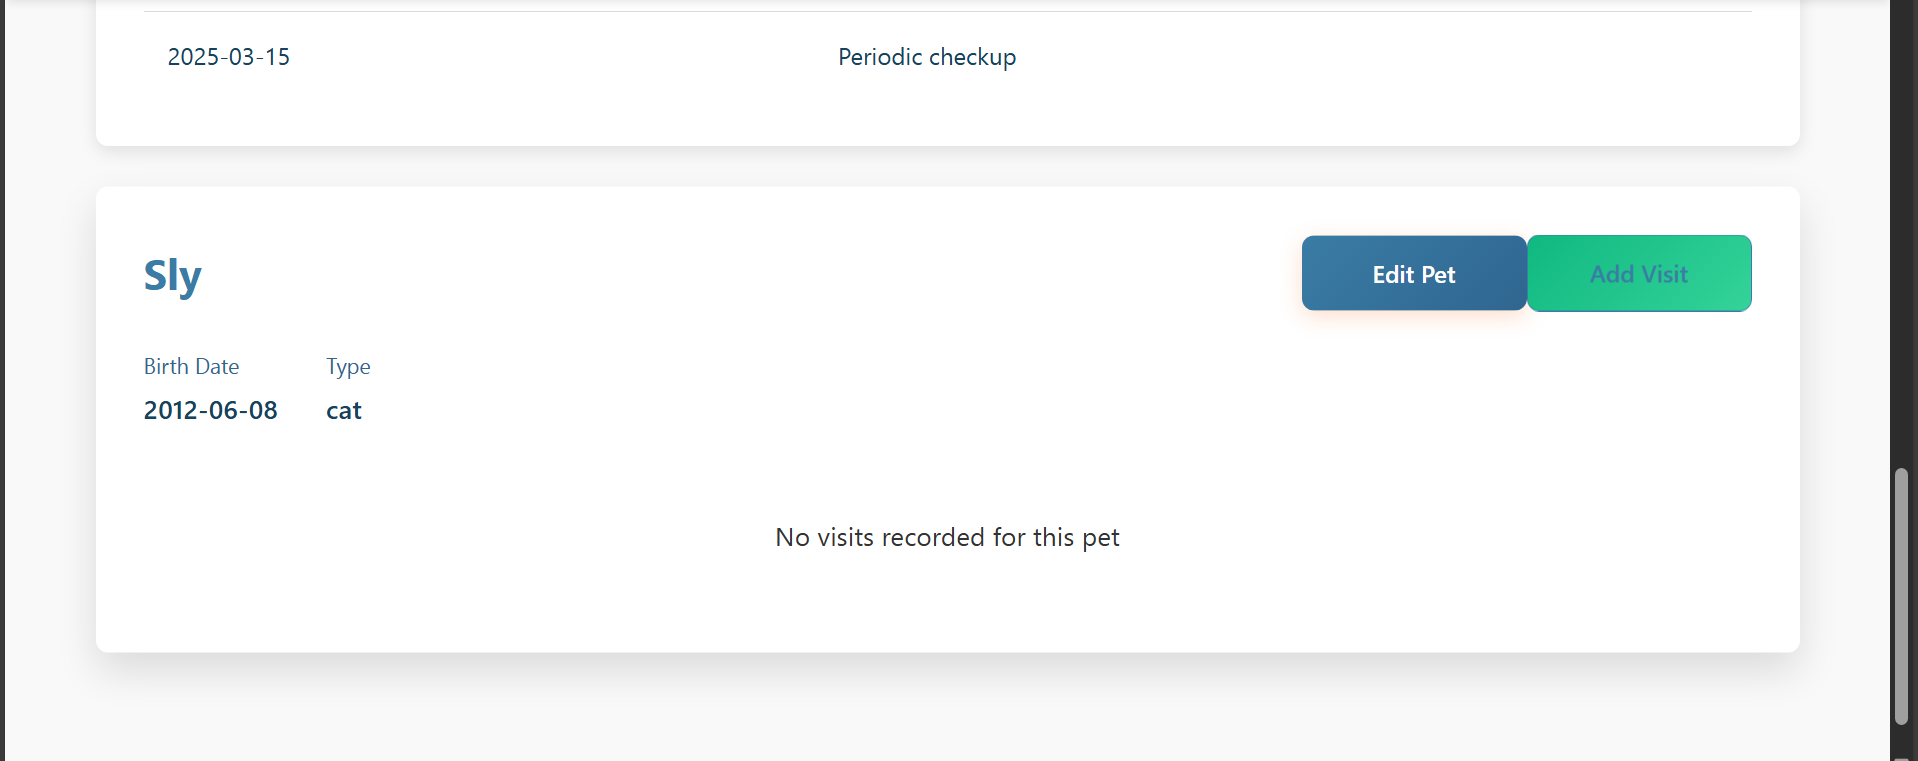 2025-03-15 Periodic checkup
Sly
Edit Pet Add Visit
Birth Date Type
2012-06-08 cat
No visits recorded for this pet